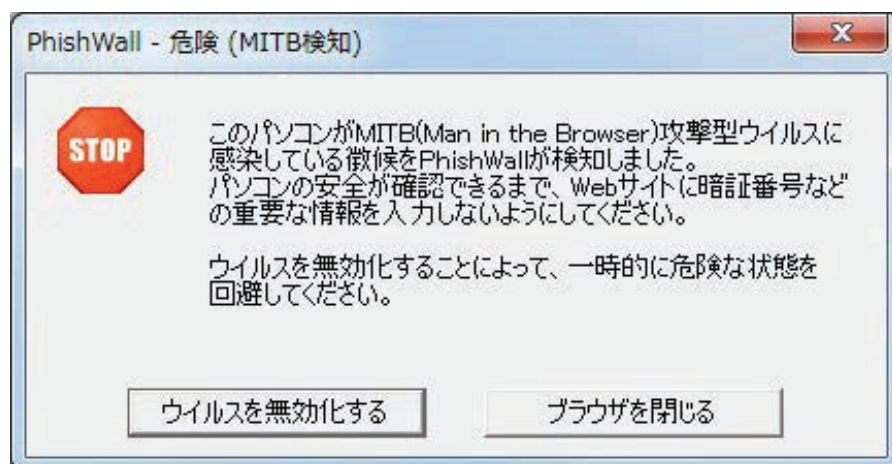 PhishWall - 危険 (MITB検知)
STOP
このパソコンがMITB(Man in the Browser)攻撃型ウイルスに
感染している徴候をPhishWallが検知しました。
パソコンの安全が確認できるまで、Webサイトに暗証番号など
の重要な情報を入力しないようにしてください。
ウイルスを無効化することによって、一時的に危険な状態を
回避してください。
ウイルスを無効化する
ブラウザを閉じる